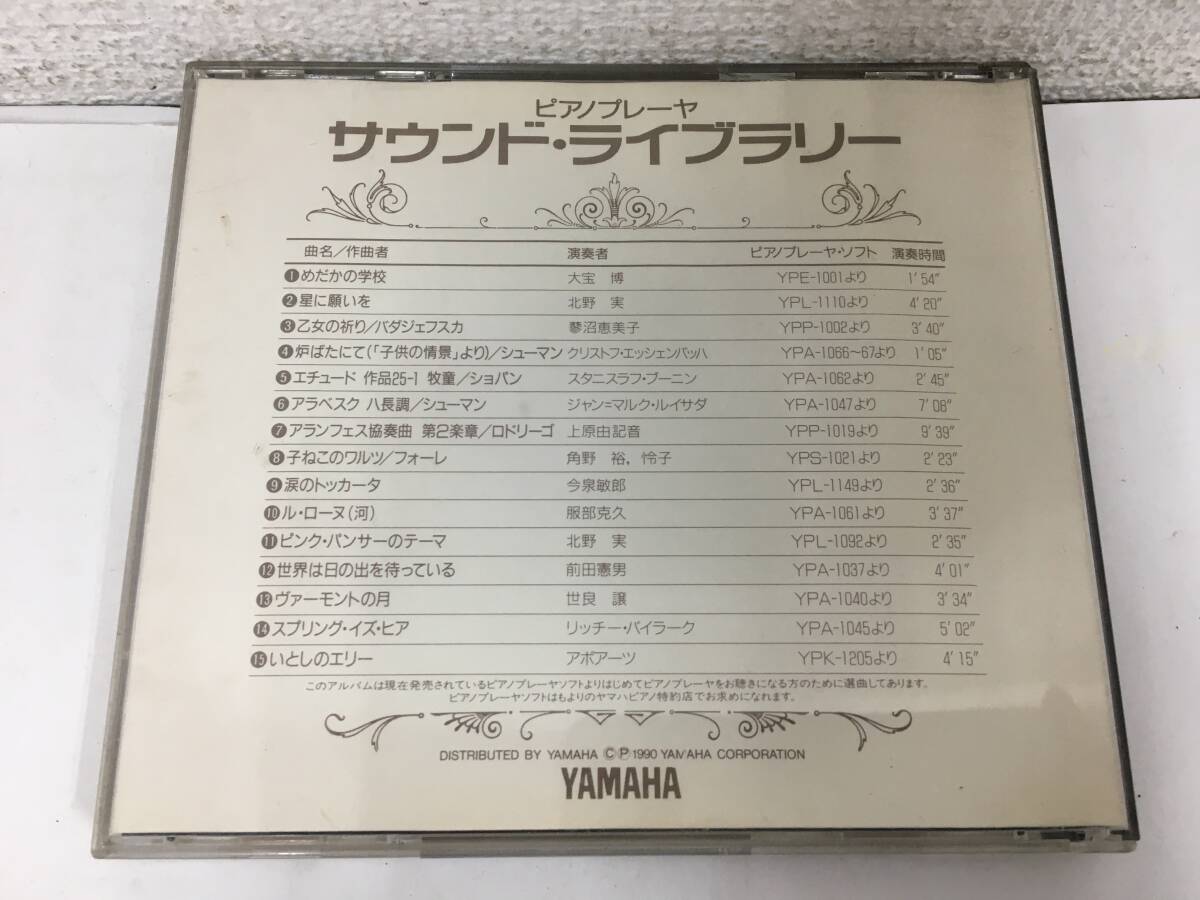 ピアノプレーヤ
サウンド・ライブラリー
曲名／作曲者 演奏者 ピアノプレーヤ・ソフト 演奏時間
❶めだかの学校 大宝 博 YPE-1001より 1'54"
❷星に願いを 北野 実 YPL-1110より 4'20"
❸乙女の祈り／バダジェフスカ 蓼沼恵美子 YPP-1002より 3'40"
❹炉ばたにて(「子供の情景」より)／シューマン クリストフ・エッシェンバッハ YPA-1066〜67より 1'05"
❺エチュード 作品25-1 牧童／ショパン スタニスラフ・ブーニン YPA-1062より 2'45"
❻アラベスク ハ長調／シューマン ジャン=マルク・ルイサダ YPA-1047より 7'08"
❼アランフェス協奏曲 第2楽章／ロドリーゴ 上原由記音 YPP-1019より 9'39"
❽子ねこのワルツ／フォーレ 角野 裕，怜子 YPS-1021より 2'23"
❾涙のトッカータ 今泉敏郎 YPL-1149より 2'36"
❿ル・ローヌ(河) 服部克久 YPA-1061より 3'37"
⓫ピンク・パンサーのテーマ 北野 実 YPL-1092より 2'35"
⓬世界は日の出を待っている 前田憲男 YPA-1037より 4'01"
⓭ヴァーモントの月 世良 譲 YPA-1040より 3'34"
⓮スプリング・イズ・ヒア リッチー・バイラーク YPA-1045より 5'02"
⓯いとしのエリー アポアーツ YPK-1205より 4'15"
このアルバムは現在発売されているピアノプレーヤソフトよりはじめてピアノプレーヤをお聴きになる方のために選曲してあります。
ピアノプレーヤソフトはもよりのヤマハピアノ特約店でお求めになれます。
DISTRIBUTED BY YAMAHA ©℗1990 YAMAHA CORPORATION
YAMAHA